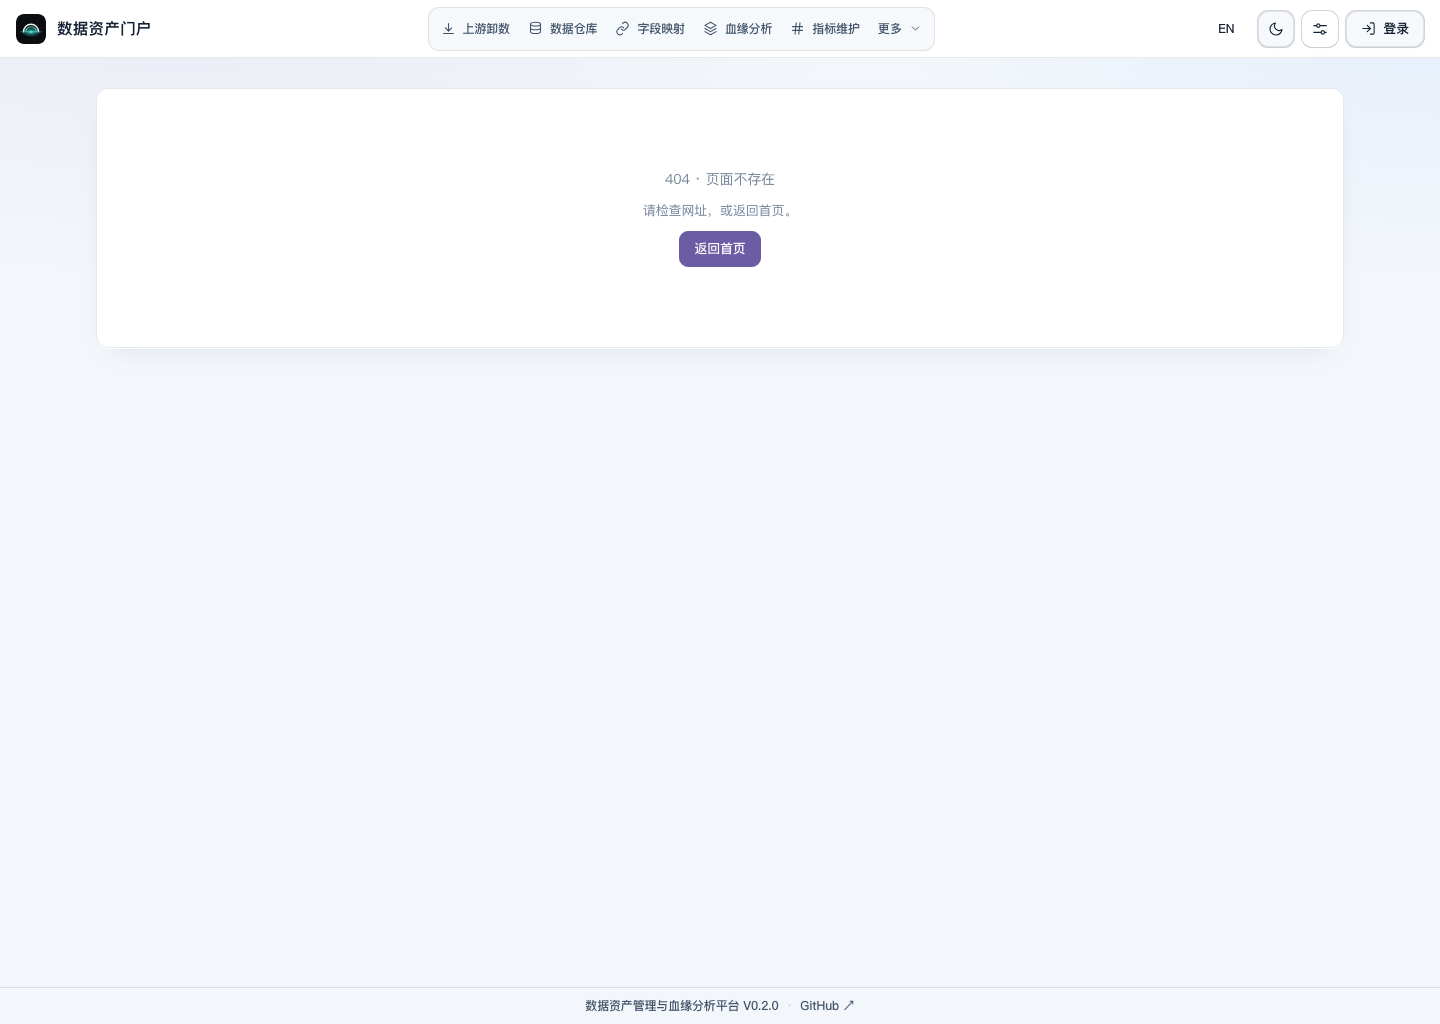 数据资产门户
上游卸数 数据仓库 字段映射 血缘分析 指标维护 更多
EN
登录
404 · 页面不存在
请检查网址，或返回首页。
返回首页
数据资产管理与血缘分析平台 V0.2.0 · GitHub ↗